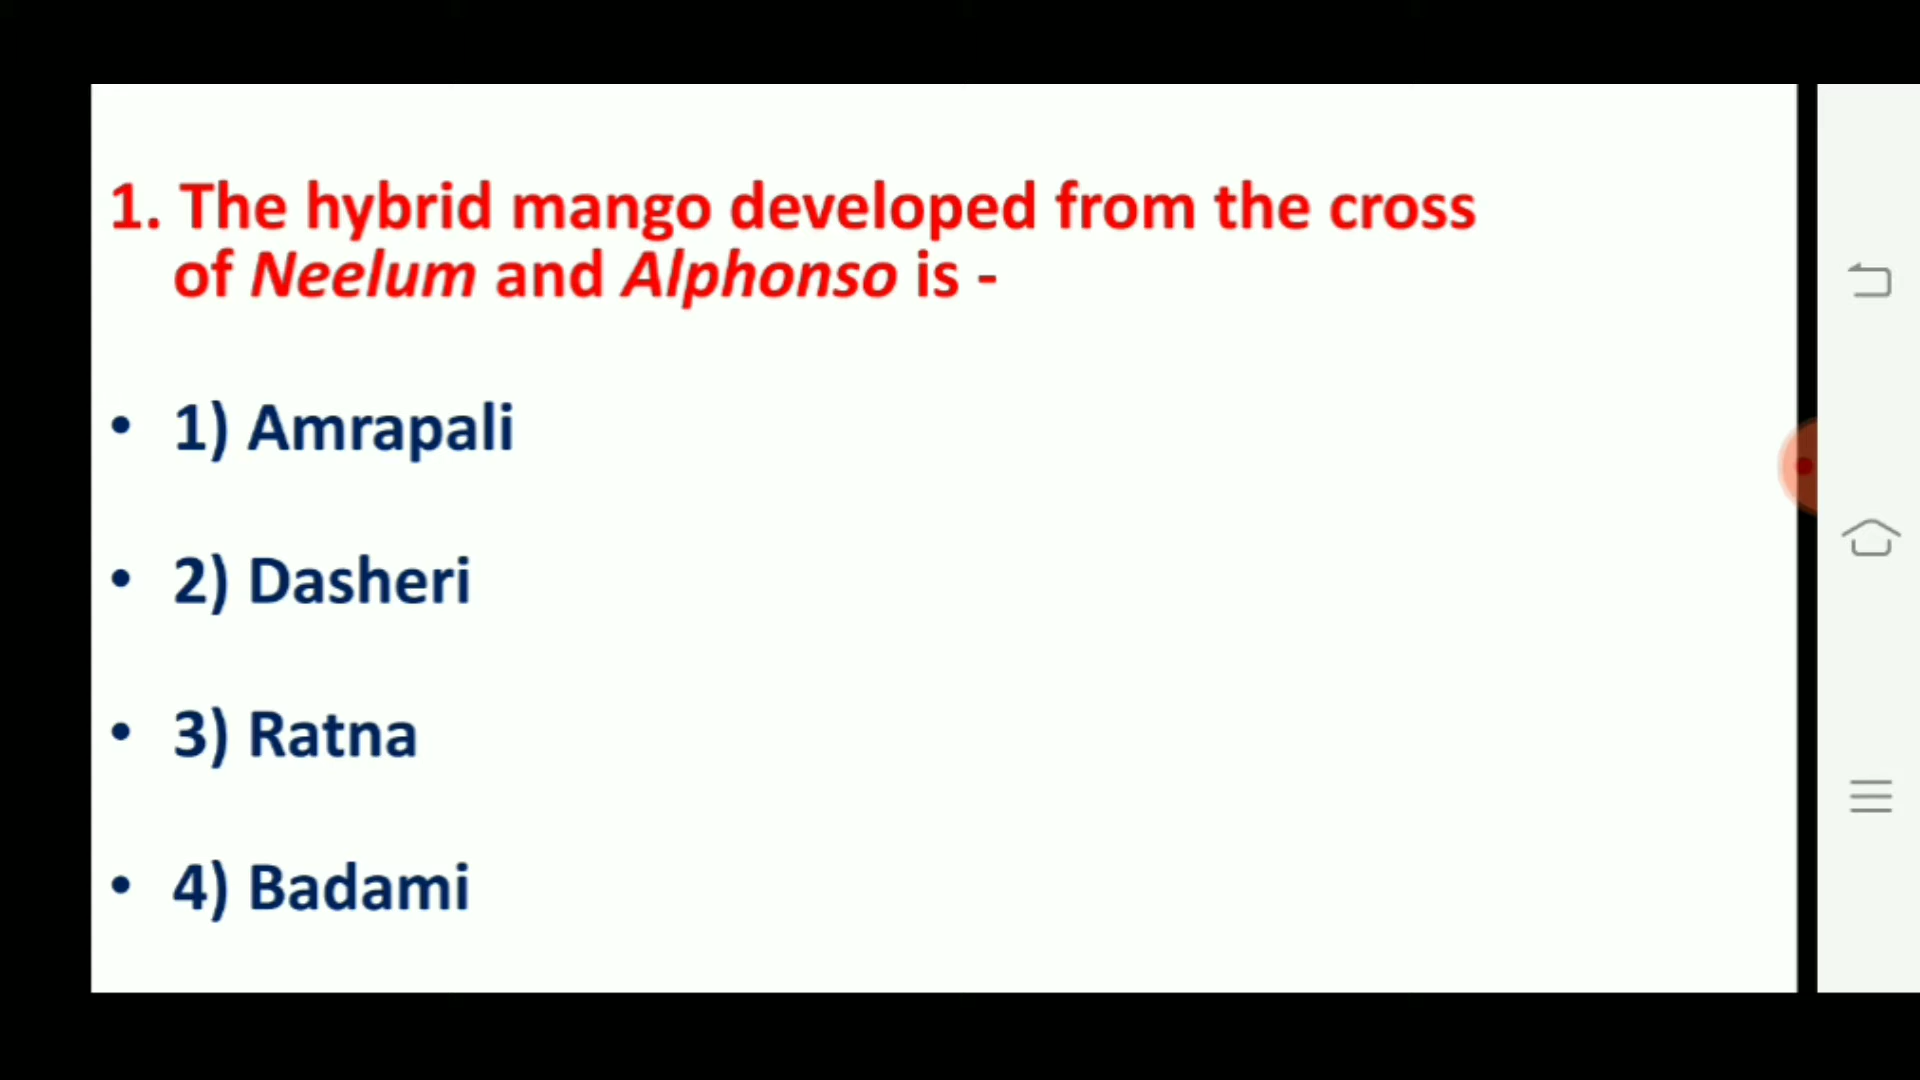 1. The hybrid mango developed from the cross
of Neelum and Alphonso is -
• 1) Amrapali
• 2) Dasheri
• 3) Ratna
• 4) Badami